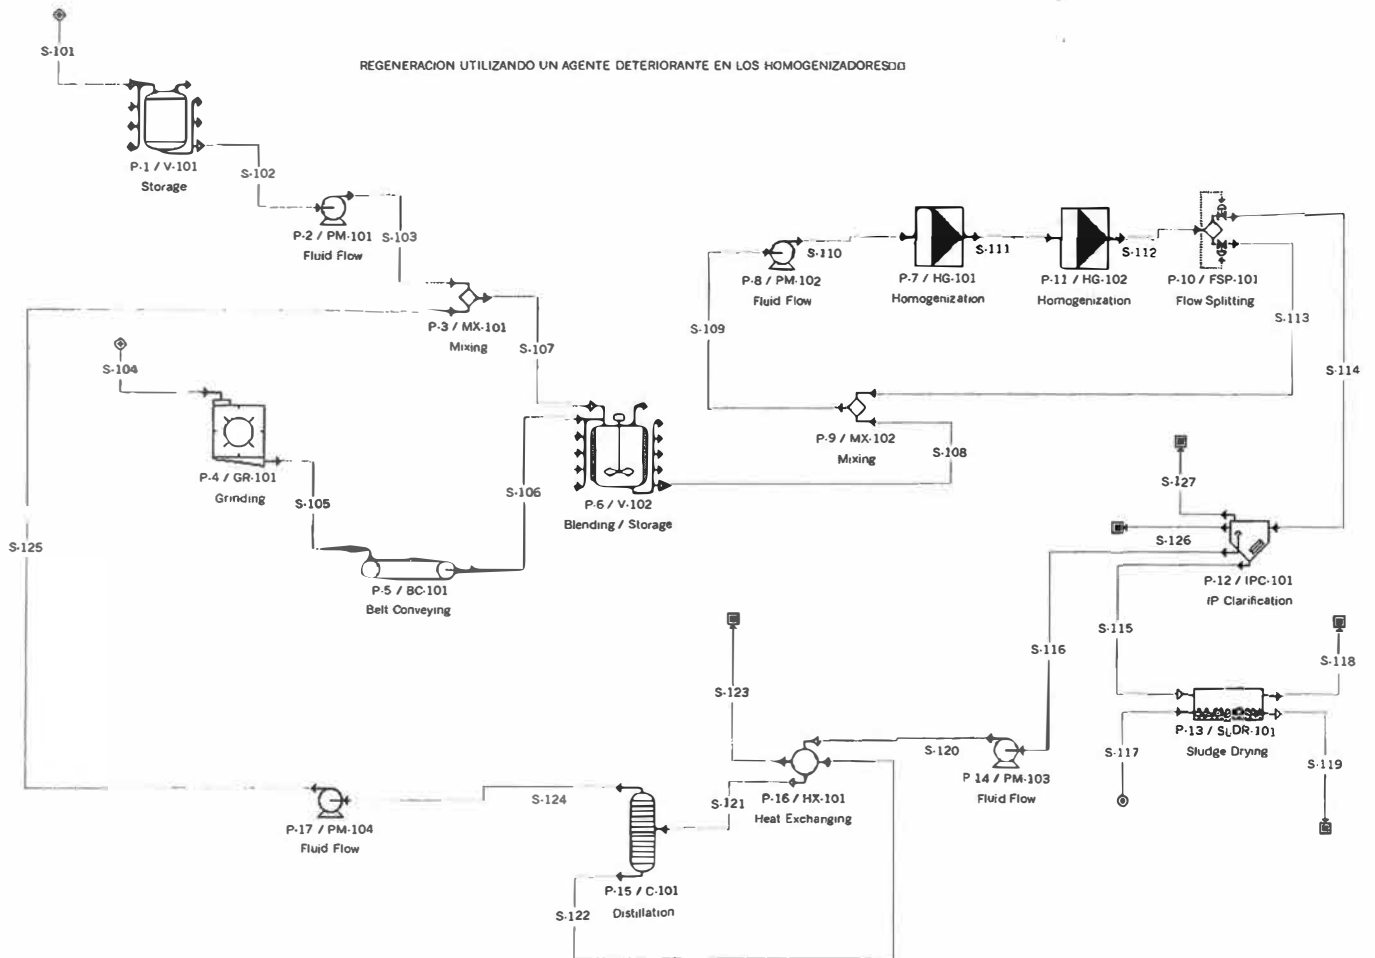 S-101
REGENERACION UTILIZANDO UN AGENTE DETERIORANTE EN LOS HOMOGENIZADORES
P-1 / V-101
Storage
S-102
P-2 / PM-101
Fluid Flow
S-103
P-3 / MX-101
Mixing
S-107
S-104
P-4 / GR-101
Grinding
S-105
S-106
P-5 / BC-101
Belt Conveying
P-6 / V-102
Blending / Storage
S-108
P-9 / MX-102
Mixing
S-109
P-8 / PM-102
Fluid Flow
S-110
P-7 / HG-101
Homogenization
S-111
P-11 / HG-102
Homogenization
S-112
P-10 / FSP-101
Flow Splitting
S-113
S-114
S-127
S-126
P-12 / IPC-101
IP Clarification
S-115
S-116
S-118
P-13 / SLDR-101
Sludge Drying
S-117
S-119
P-14 / PM-103
Fluid Flow
S-120
P-16 / HX-101
Heat Exchanging
S-123
S-121
P-15 / C-101
Distillation
S-122
S-124
P-17 / PM-104
Fluid Flow
S-125